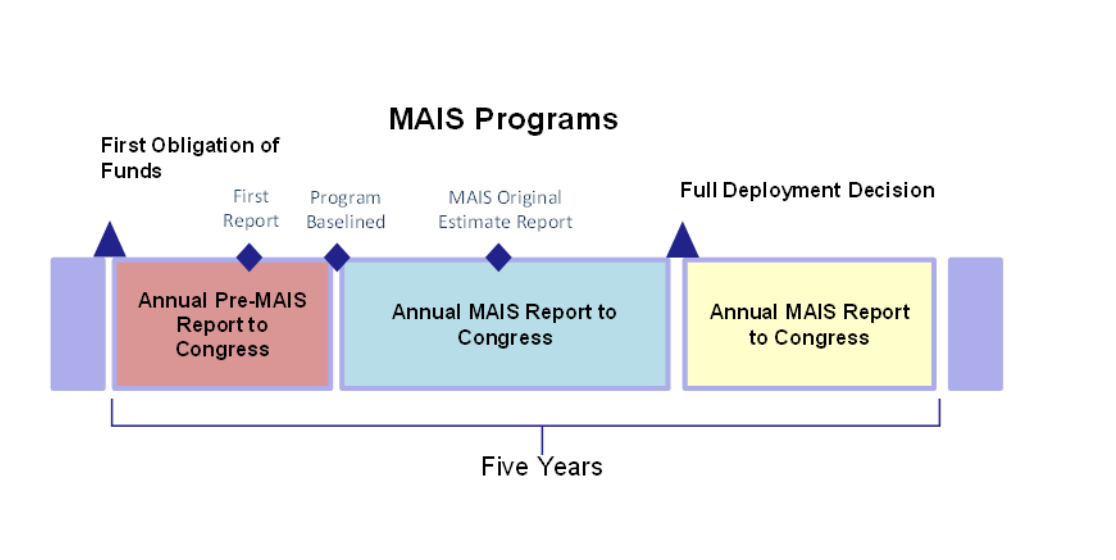 MAIS Programs
First Obligation of
Funds
First
Report
Program
Baselined
MAIS Original
Estimate Report
Full Deployment Decision
Annual Pre-MAIS
Report to
Congress
Annual MAIS Report to
Congress
Annual MAIS Report
to Congress
Five Years